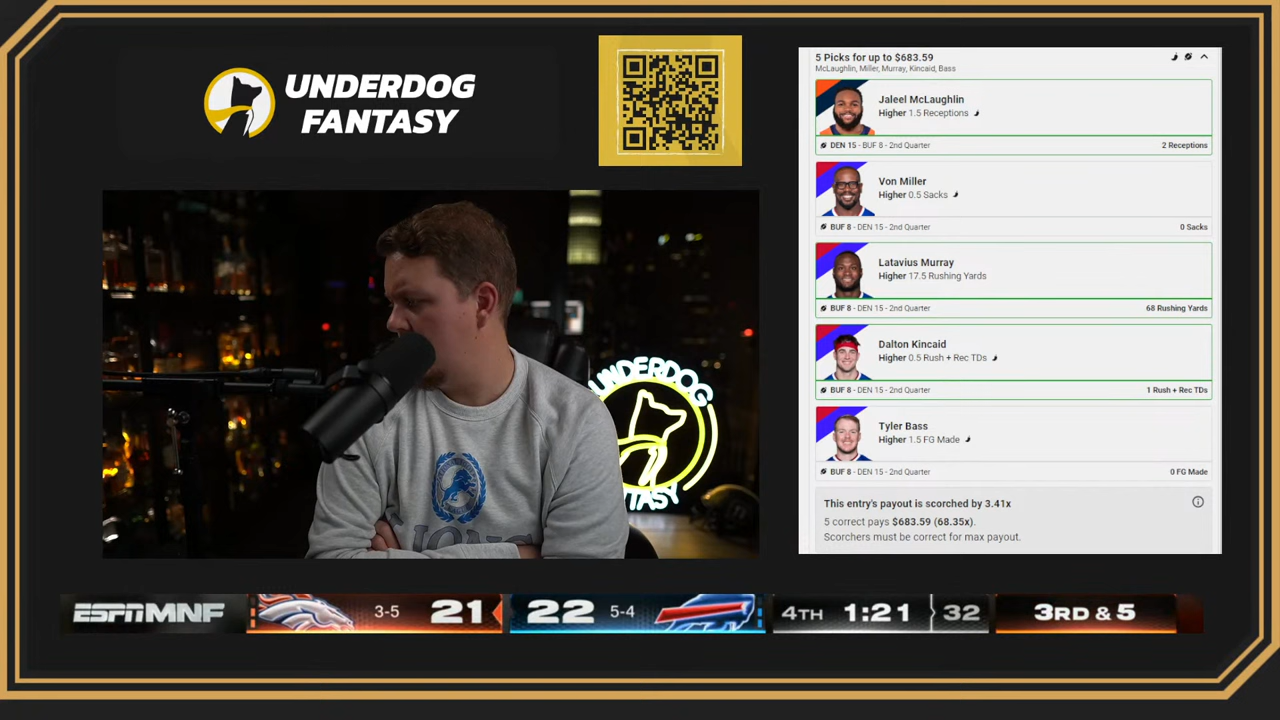 UNDERDOG
FANTASY
5 Picks for up to $683.59
McLaughlin, Miller, Murray, Kincaid, Bass
Jaleel McLaughlin
Higher 1.5 Receptions
DEN 15 - BUF 8 - 2nd Quarter
2 Receptions
Von Miller
Higher 0.5 Sacks
BUF 8 - DEN 15 - 2nd Quarter
0 Sacks
Latavius Murray
Higher 17.5 Rushing Yards
BUF 8 - DEN 15 - 2nd Quarter
68 Rushing Yards
Dalton Kincaid
Higher 0.5 Rush + Rec TDs
BUF 8 - DEN 15 - 2nd Quarter
1 Rush + Rec TDs
Tyler Bass
Higher 1.5 FG Made
BUF 8 - DEN 15 - 2nd Quarter
0 FG Made
This entry's payout is scorched by 3.41x
5 correct pays $683.59 (68.35x).
Scorchers must be correct for max payout.
UNDERDOG
LIONS
ESPN MNF
3-5
21
22
5-4
4TH
1:21
32
3RD & 5